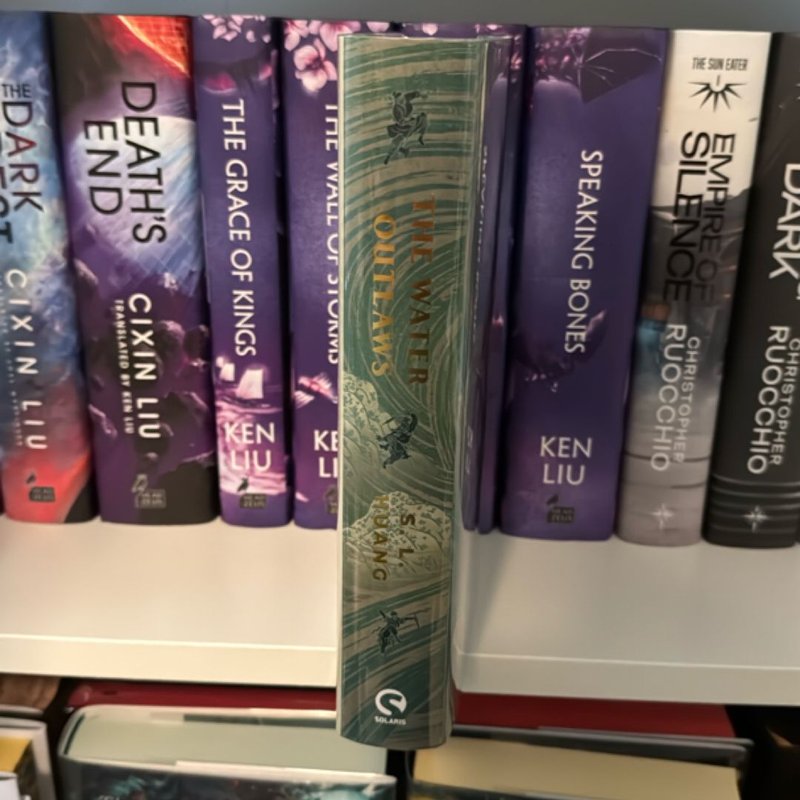 THE
DARK
CIXIN LIU
DEATH'S
END
CIXIN LIU
TRANSLATED BY KEN LIU
HEAD
ZEUS
THE GRACE OF KINGS
KEN
LIU
THE WALL OF STORMS
THE WATER
OUTLAWS
S. L.
HUANG
SOLARIS
SPEAKING BONES
KEN
LIU
THE SUN EATER
I
EMPIRE OF
SILENCE
CHRISTOPHER
RUOCCHIO
DARK
CHRISTOPHER
RUOCCHIO